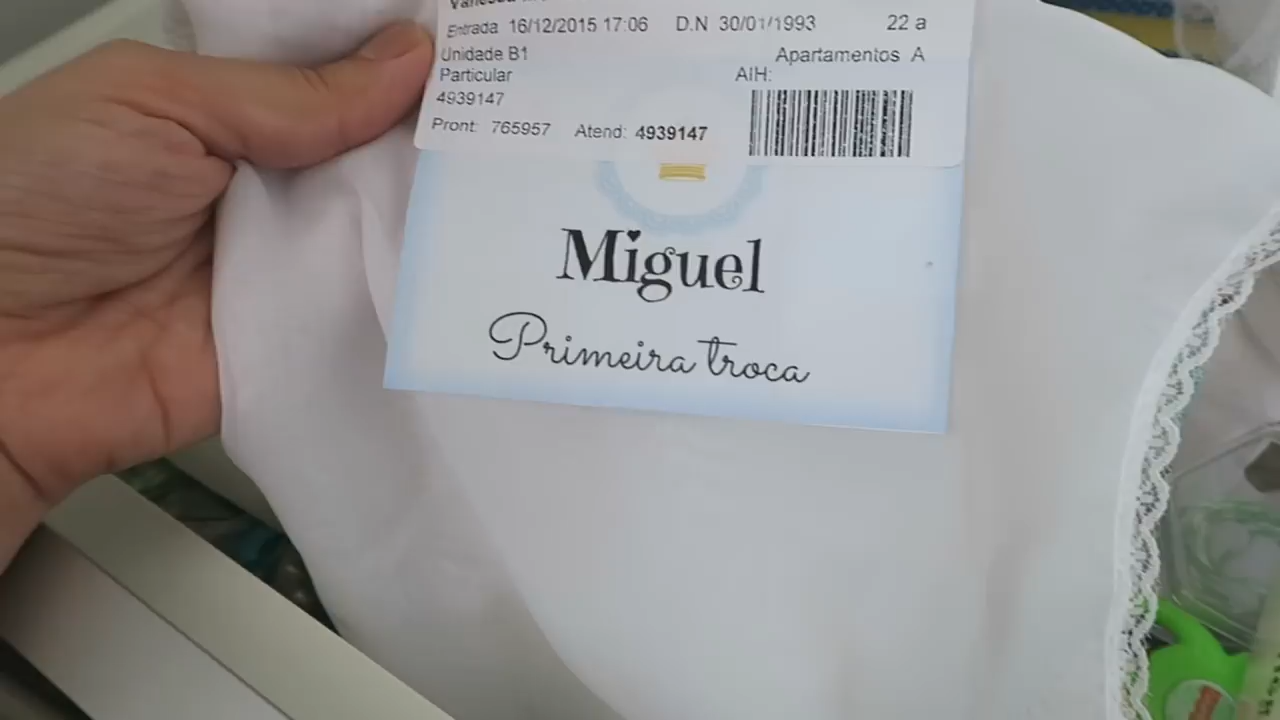 Entrada 16/12/2015 17:06 D.N 30/01/1993 22 a
Unidade B1 Apartamentos A
Particular AIH:
4939147
Pront: 765957 Atend: 4939147
Miguel
Primeira troca